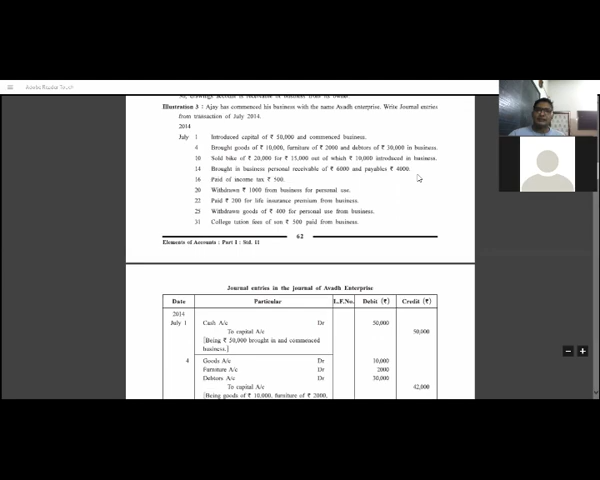 Adobe Reader Touch
Illustration 3 : Ajay has commenced his business with the name Avadh enterprise. Write Journal entries
from transaction of July 2014.
2014
July 1 Introduced capital of ₹ 50,000 and commenced business.
4 Brought goods of ₹ 10,000, furniture of ₹ 2000 and debtors of ₹ 30,000 in business.
10 Sold bike of ₹ 20,000 for ₹ 15,000 out of which ₹ 10,000 introduced in business.
14 Brought in business personal receivable of ₹ 6000 and payables ₹ 4000.
16 Paid of income tax ₹ 500.
20 Withdrawn ₹ 1000 from business for personal use.
22 Paid ₹ 200 for life insurance premium from business.
25 Withdrawn goods of ₹ 400 for personal use from business.
31 College tution fees of son ₹ 500 paid from business.
62
Elements of Accounts : Part I : Std. 11
Journal entries in the journal of Avadh Enterprise
Date Particular L.F.No. Debit (₹) Credit (₹)
2014
July 1 Cash A/c Dr 50,000
To capital A/c 50,000
[Being ₹ 50,000 brought in and commenced
business.]
4 Goods A/c Dr 10,000
Furniture A/c Dr 2000
Debtors A/c Dr 30,000
To capital A/c 42,000
[Being goods of ₹ 10,000, furniture of ₹ 2000,